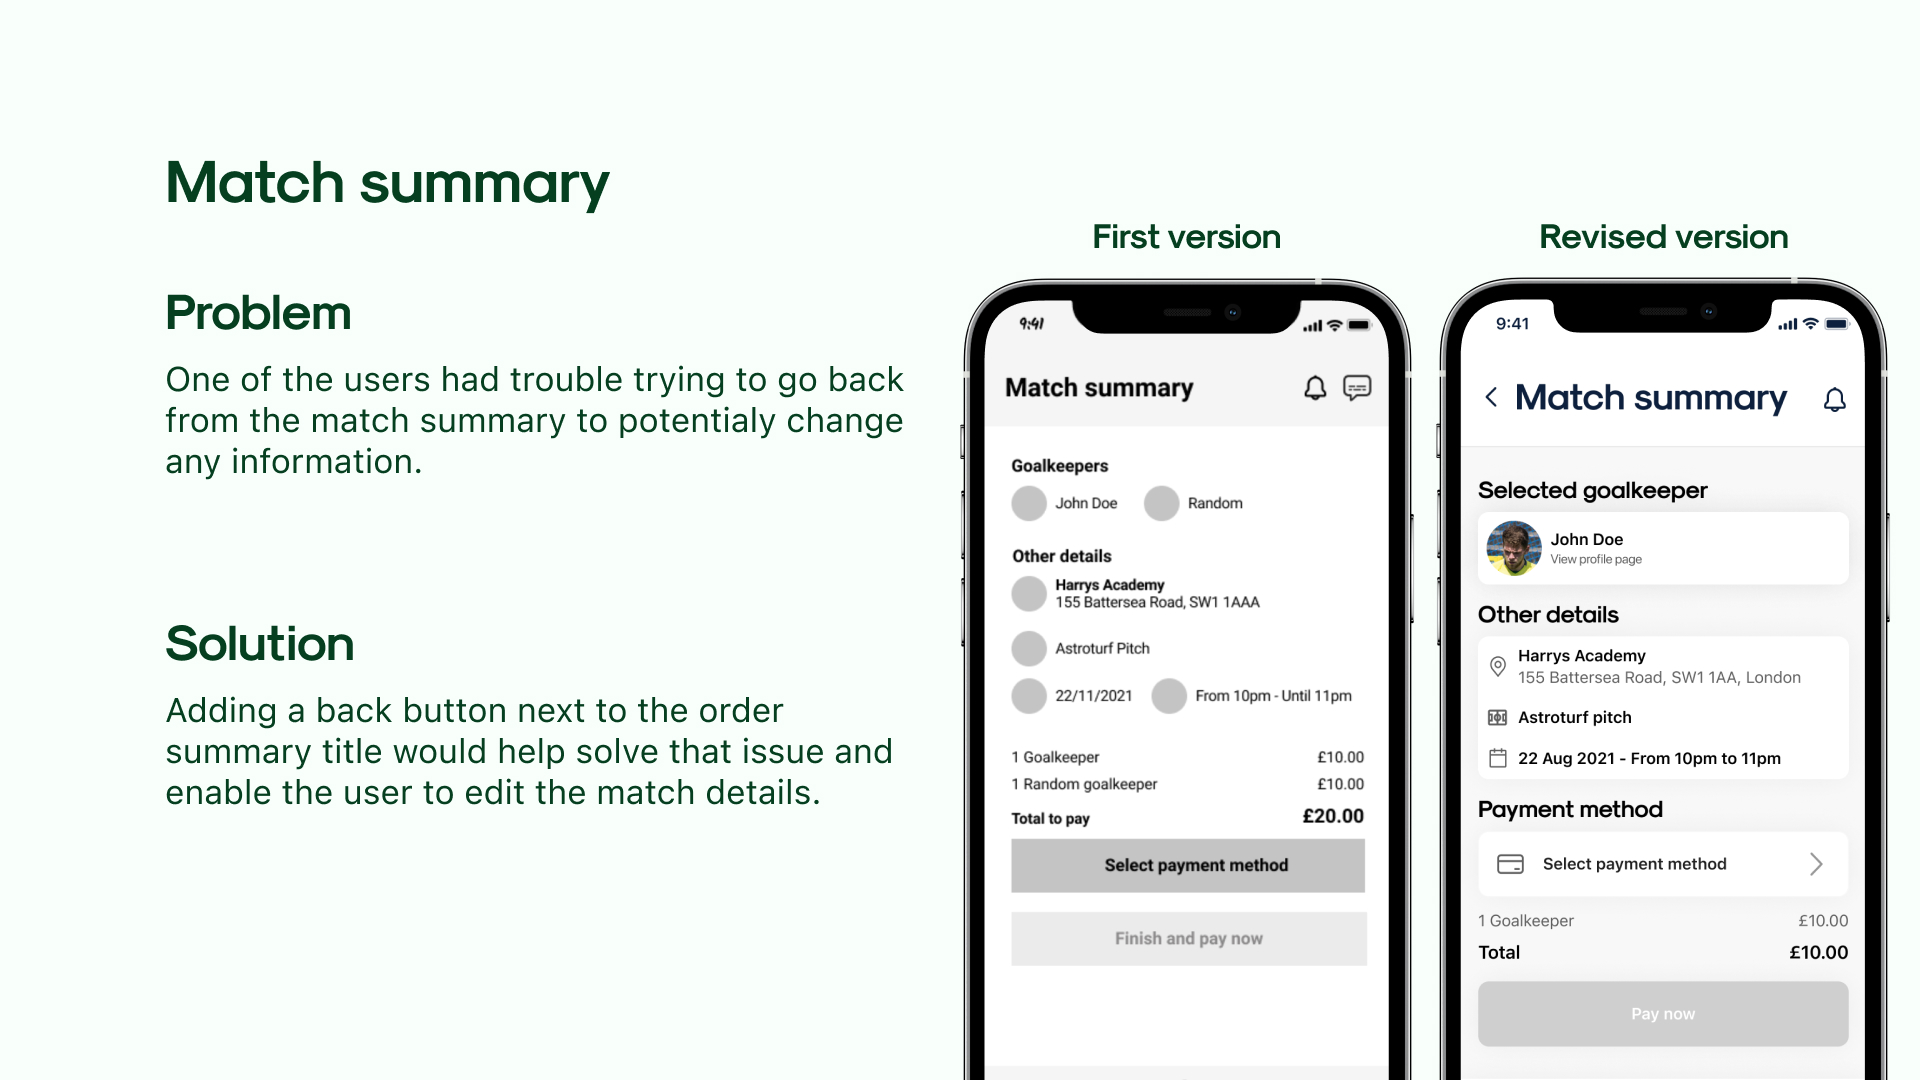 Match summary
Problem
One of the users had trouble trying to go back
from the match summary to potentialy change
any information.
Solution
Adding a back button next to the order
summary title would help solve that issue and
enable the user to edit the match details.
First version
9:41
Match summary
Goalkeepers
John Doe
Random
Other details
Harrys Academy
155 Battersea Road, SW1 1AAA
Astroturf Pitch
22/11/2021
From 10pm - Until 11pm
1 Goalkeeper £10.00
1 Random goalkeeper £10.00
Total to pay £20.00
Select payment method
Finish and pay now
Revised version
9:41
Match summary
Selected goalkeeper
John Doe
View profile page
Other details
Harrys Academy
155 Battersea Road, SW1 1AA, London
Astroturf pitch
22 Aug 2021 - From 10pm to 11pm
Payment method
Select payment method
1 Goalkeeper £10.00
Total £10.00
Pay now